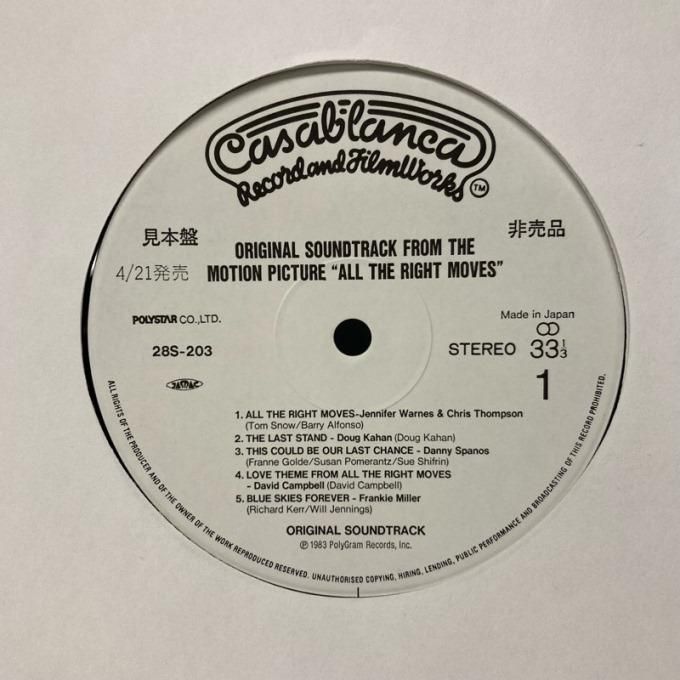 Casablanca
Record and FilmWorks TM
見本盤
非売品
4/21発売
ORIGINAL SOUNDTRACK FROM THE
MOTION PICTURE “ALL THE RIGHT MOVES”
POLYSTAR CO.,LTD.
Made in Japan
28S-203
STEREO 33 1/3
JASRAC
1
1. ALL THE RIGHT MOVES-Jennifer Warnes & Chris Thompson
(Tom Snow/Barry Alfonso)
2. THE LAST STAND - Doug Kahan (Doug Kahan)
3. THIS COULD BE OUR LAST CHANCE - Danny Spanos
(Franne Golde/Susan Pomerantz/Sue Shifrin)
4. LOVE THEME FROM ALL THE RIGHT MOVES
- David Campbell (David Campbell)
5. BLUE SKIES FOREVER - Frankie Miller
(Richard Kerr/Will Jennings)
ORIGINAL SOUNDTRACK
℗ 1983 PolyGram Records, Inc.
ALL RIGHTS OF THE PRODUCER AND OF THE OWNER OF THE WORK REPRODUCED RESERVED. UNAUTHORISED COPYING, HIRING, LENDING, PUBLIC PERFORMANCE AND BROADCASTING OF THIS RECORD PROHIBITED.